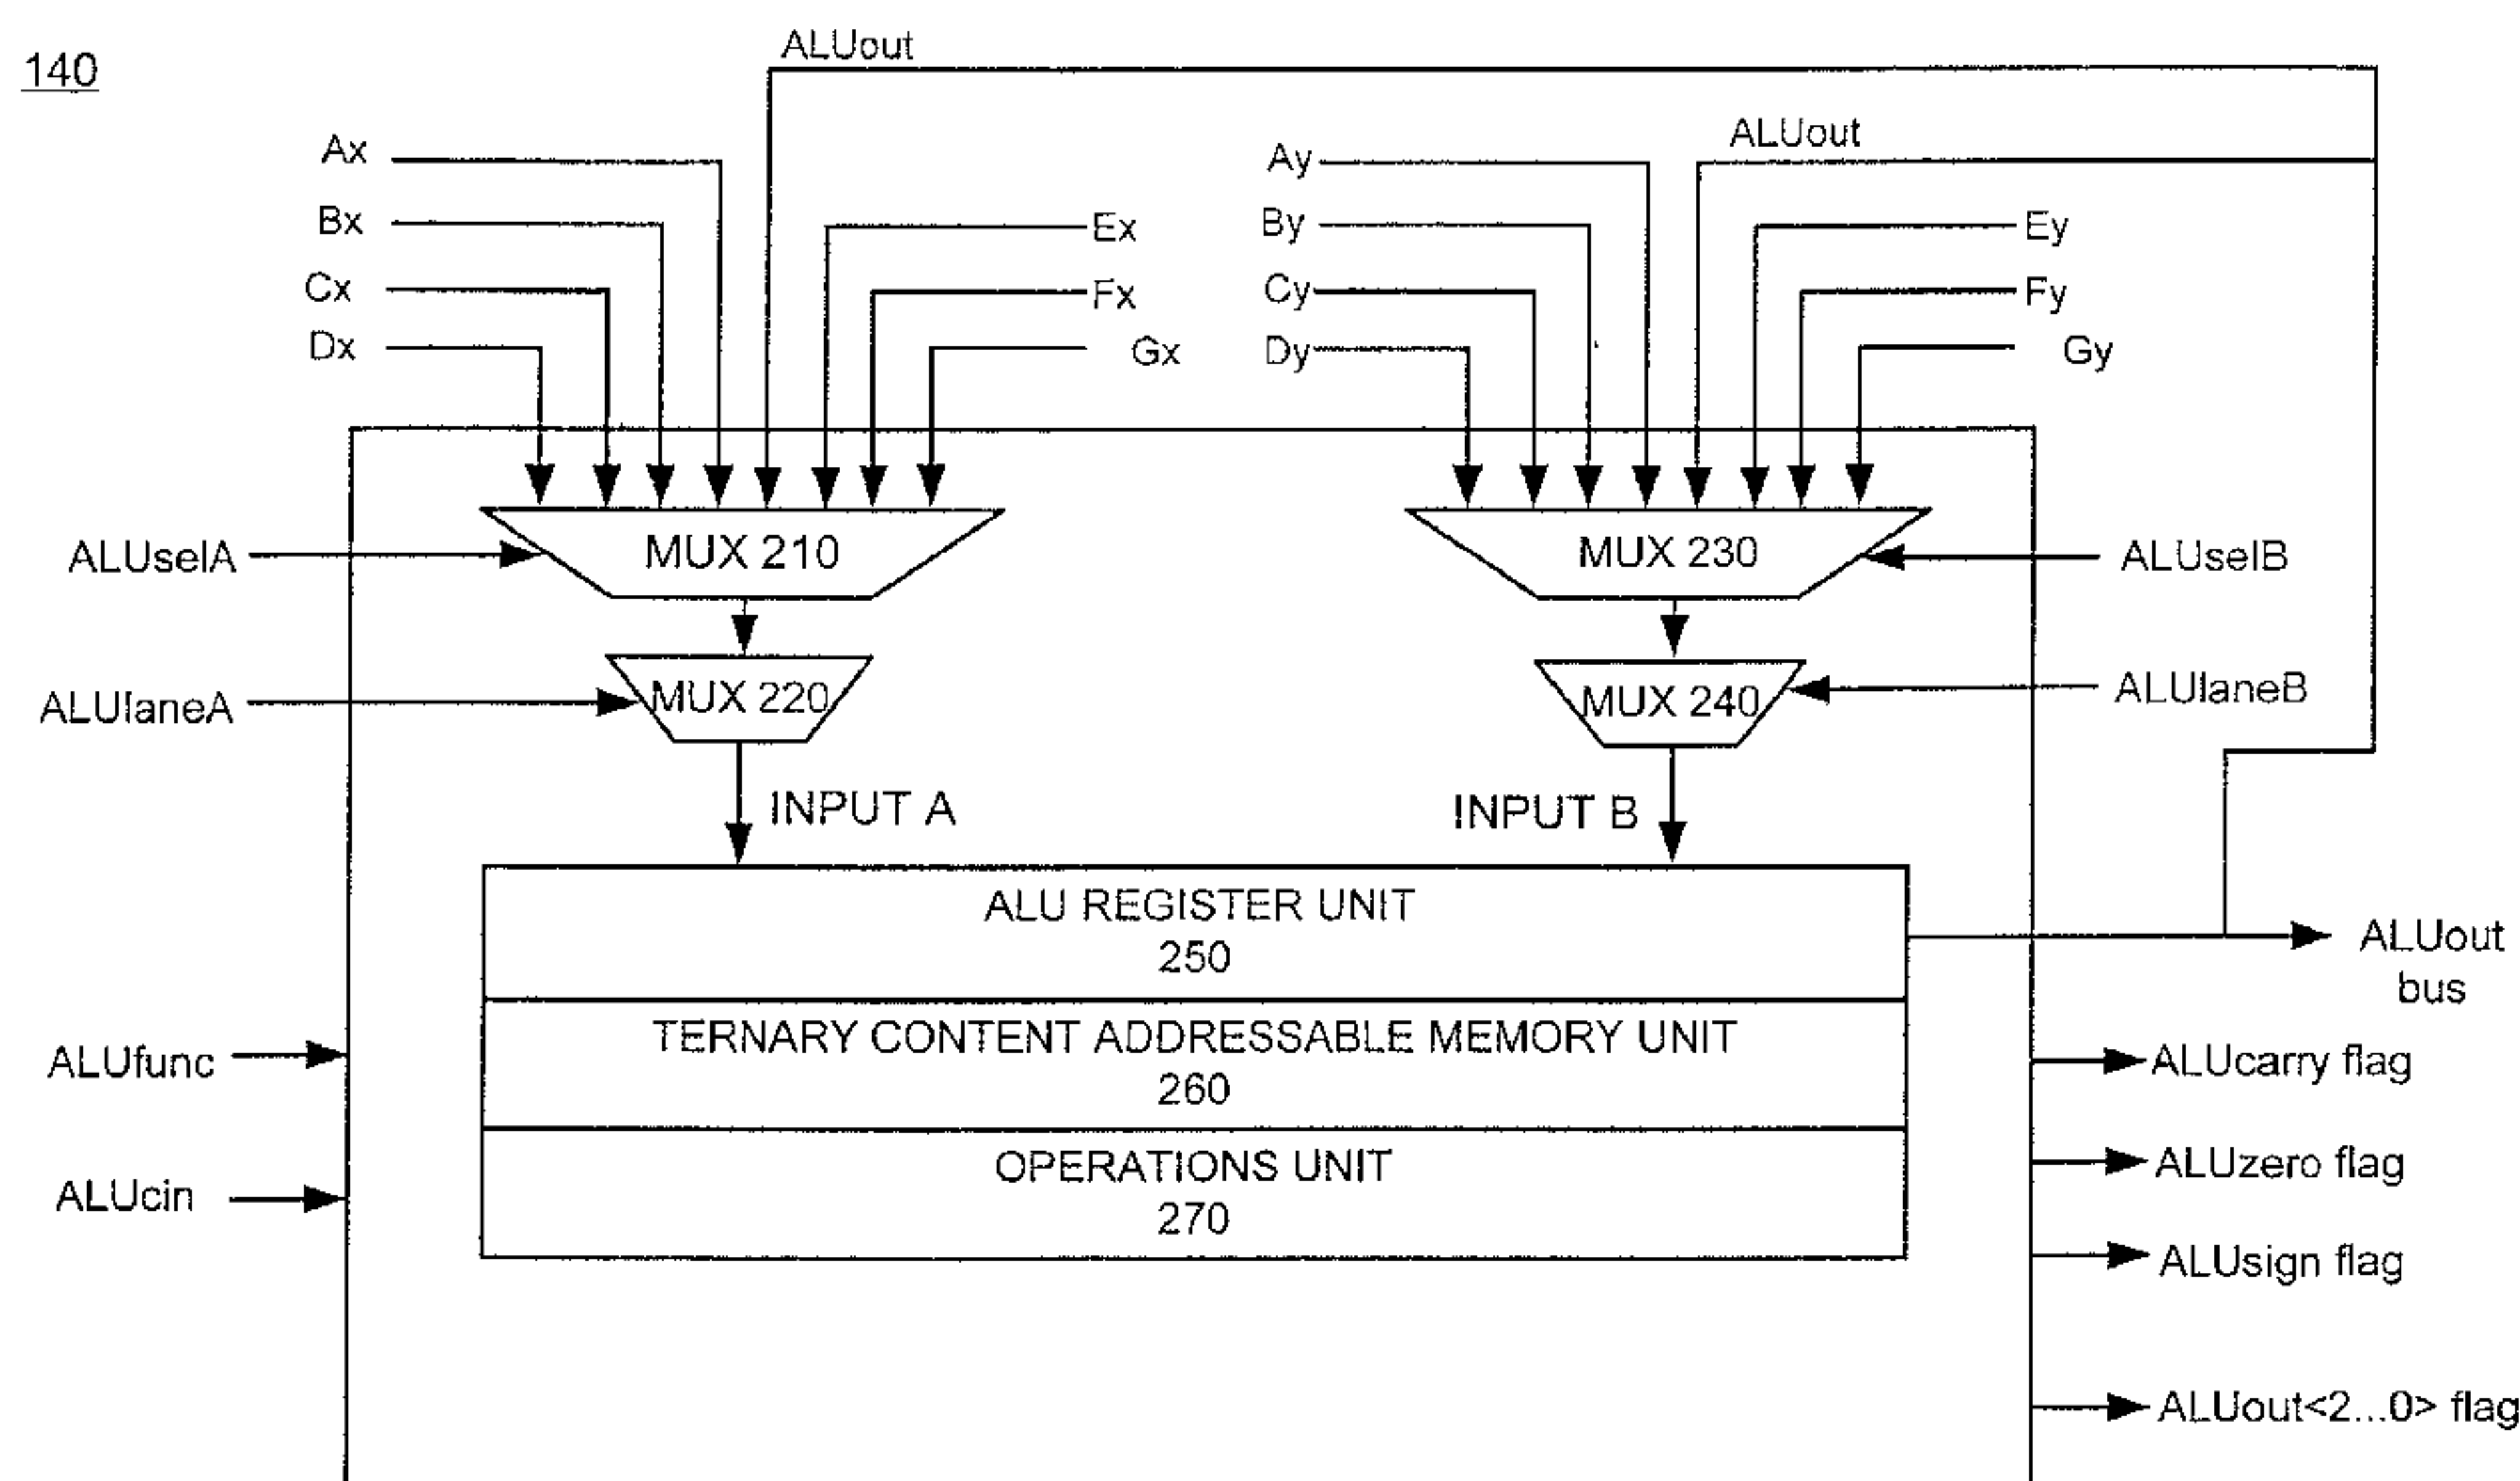 140
ALUout
ALUout
Ax
Ay
Bx
Ex
By
Ey
Cx
Fx
Cy
Fy
Dx
Gx
Dy
Gy
ALUselA
MUX 210
MUX 230
ALUselB
ALUlaneA
MUX 220
MUX 240
ALUlaneB
INPUT A
INPUT B
ALU REGISTER UNIT
250
ALUout
bus
TERNARY CONTENT ADDRESSABLE MEMORY UNIT
260
ALUfunc
ALUcarry flag
OPERATIONS UNIT
270
ALUzero flag
ALUcin
ALUsign flag
ALUout<2...0> flag